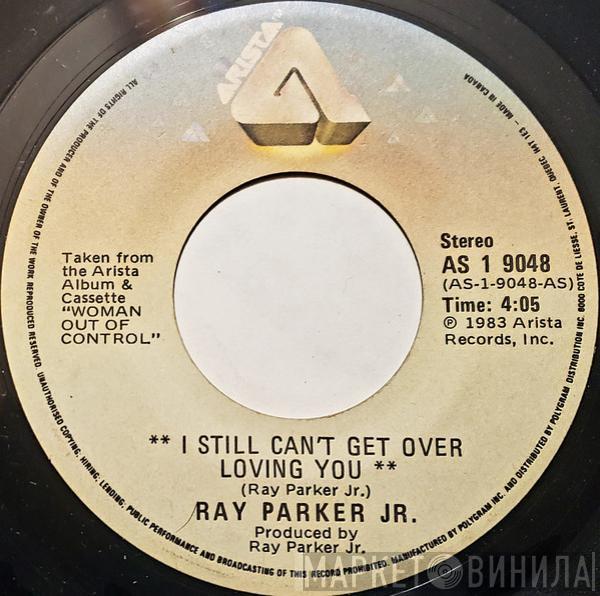 ARISTA™
Taken from
the Arista
Album &
Cassette
"WOMAN
OUT OF
CONTROL"
Stereo
AS 1 9048
(AS-1-9048-AS)
Time: 4:05
℗ 1983 Arista
Records, Inc.
** I STILL CAN'T GET OVER
LOVING YOU **
(Ray Parker Jr.)
RAY PARKER JR.
Produced by
Ray Parker Jr.
ALL RIGHTS OF THE PRODUCER AND OF THE OWNER OF THE WORK REPRODUCED RESERVED. UNAUTHORISED COPYING, HIRING, LENDING, PUBLIC PERFORMANCE AND BROADCASTING OF THIS RECORD PROHIBITED. MANUFACTURED BY POLYGRAM INC. AND DISTRIBUTED BY POLYGRAM DISTRIBUTION INC. 6000 COTE DE LIESSE, ST. LAURENT, QUEBEC, H4T 1E3 – MADE IN CANADA
МАРКЕТ ВИНИЛА